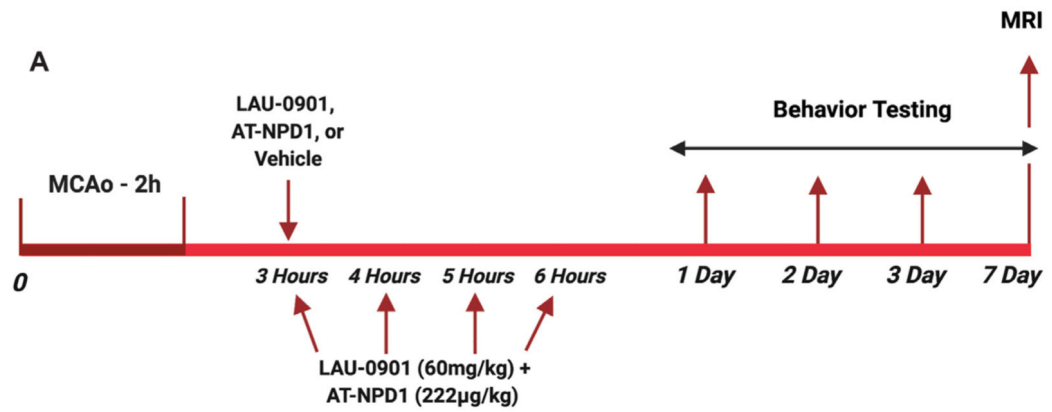 MRI
A
LAU-0901,
AT-NPD1, or
Vehicle
Behavior Testing
MCAo - 2h
0
3 Hours
4 Hours
5 Hours
6 Hours
1 Day
2 Day
3 Day
7 Day
LAU-0901 (60mg/kg) +
AT-NPD1 (222µg/kg)